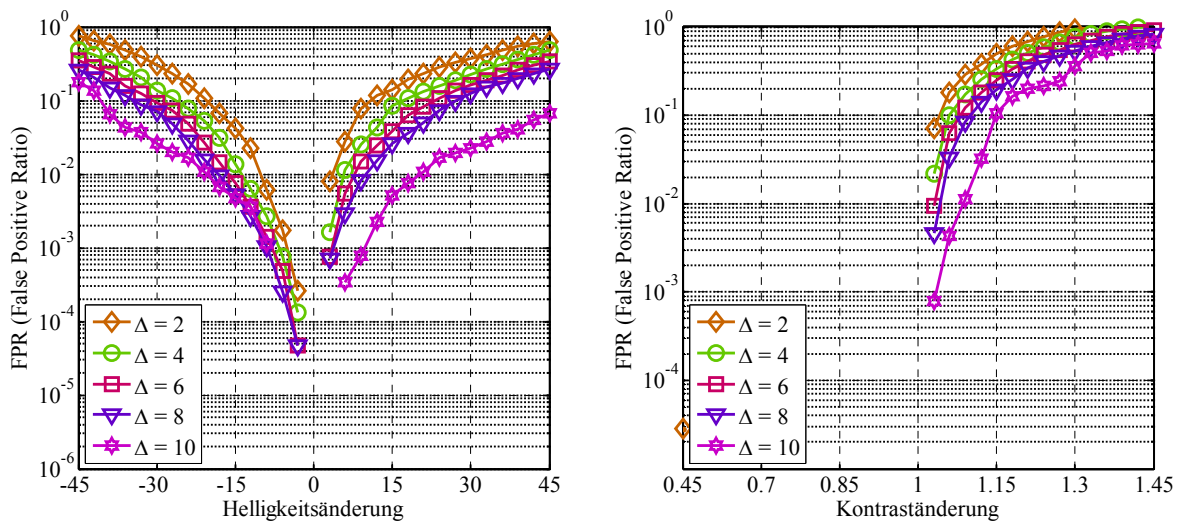 FPR (False Positive Ratio)
10^0
10^-1
10^-2
10^-3
10^-4
10^-5
10^-6
Δ = 2
Δ = 4
Δ = 6
Δ = 8
Δ = 10
-45 -30 -15 0 15 30 45
Helligkeitsänderung
FPR (False Positive Ratio)
10^0
10^-1
10^-2
10^-3
10^-4
Δ = 2
Δ = 4
Δ = 6
Δ = 8
Δ = 10
0.45 0.7 0.85 1 1.15 1.3 1.45
Kontraständerung